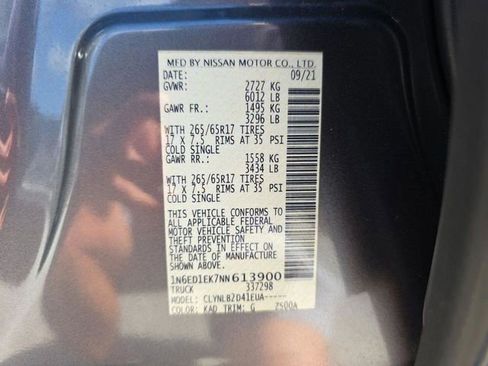 MFD BY NISSAN MOTOR CO., LTD.
DATE: 09/21
GVWR: 2727 KG
6012 LB
GAWR FR.: 1495 KG
3296 LB
WITH 265/65R17 TIRES
17 X 7.5 RIMS AT 35 PSI
COLD SINGLE
GAWR RR.: 1558 KG
3434 LB
WITH 265/65R17 TIRES
17 X 7.5 RIMS AT 35 PSI
COLD SINGLE
THIS VEHICLE CONFORMS TO
ALL APPLICABLE FEDERAL
MOTOR VEHICLE SAFETY AND
THEFT PREVENTION
STANDARDS IN EFFECT ON
THE DATE OF MANUFACTURE
SHOWN ABOVE.
1N6ED1EK7NN613900
TRUCK 337298
MODEL: CLYNLB2D41EUA-----
COLOR: KAD TRIM: G 7500A